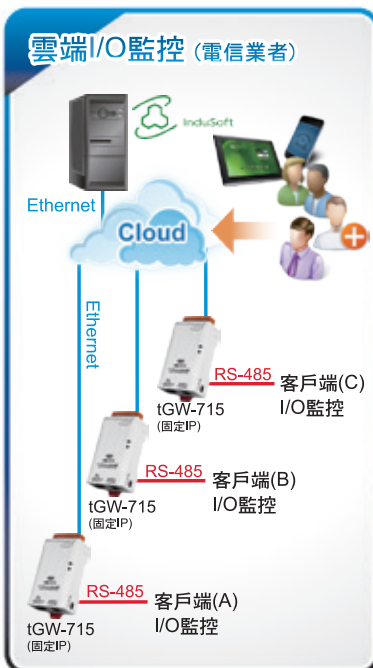 雲端I/O監控 (電信業者)
InduSoft
Ethernet
Cloud
Ethernet
RS-485
客戶端(C)
I/O監控
tGW-715
(固定IP)
RS-485
客戶端(B)
I/O監控
tGW-715
(固定IP)
RS-485
客戶端(A)
I/O監控
tGW-715
(固定IP)